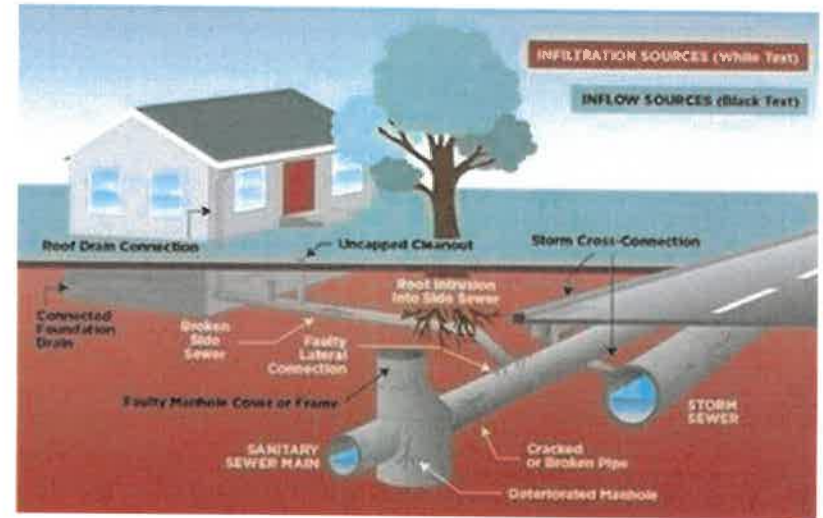 INFILTRATION SOURCES (White Text)
INFLOW SOURCES (Black Text)
Roof Drain Connection
Uncapped Cleanout
Storm Cross-Connection
Root Intrusion
Into Side Sewer
Connected
Foundation
Drain
Broken
Side
Sewer
Faulty
Lateral
Connection
Faulty Manhole Cover or Frame
STORM
SEWER
SANITARY
SEWER MAIN
Cracked
or Broken Pipe
Deteriorated Manhole